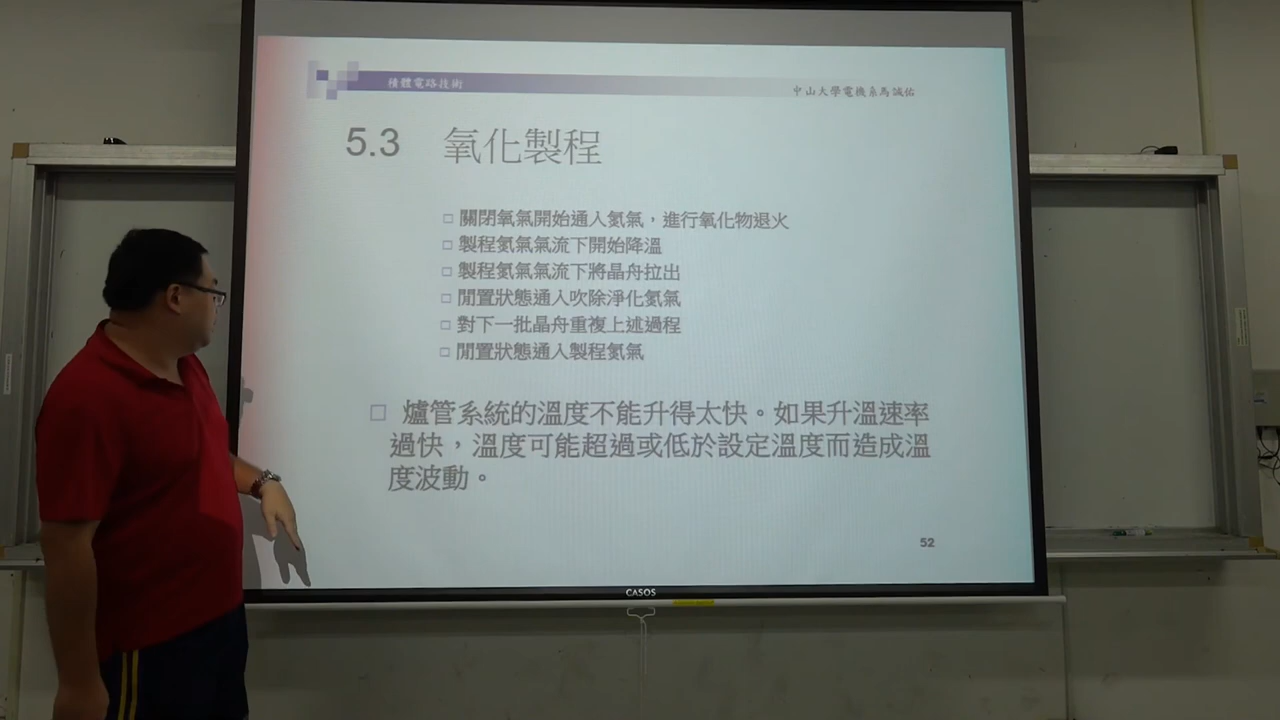 積體電路技術
中山大學電機系馬誠佑
5.3 氧化製程
□ 關閉氧氣開始通入氮氣，進行氧化物退火
□ 製程氮氣氣流下開始降溫
□ 製程氮氣氣流下將晶舟拉出
□ 閒置狀態通入吹除淨化氮氣
□ 對下一批晶舟重複上述過程
□ 閒置狀態通入製程氮氣
□ 爐管系統的溫度不能升得太快。如果升溫速率
過快，溫度可能超過或低於設定溫度而造成溫
度波動。
52
CASOS